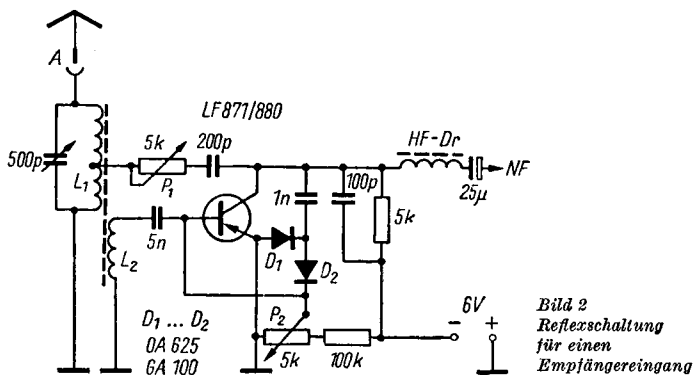 A
LF871/880
500p
L1
5k
P1
200p
HF-Dr
NF
25µ
1n
100p
5k
5n
L2
D1
D2
P2
5k
100k
6V
- +
D1 ... D2
0A 625
GA 100
Bild 2
Reflexschaltung
für einen
Empfängereingang